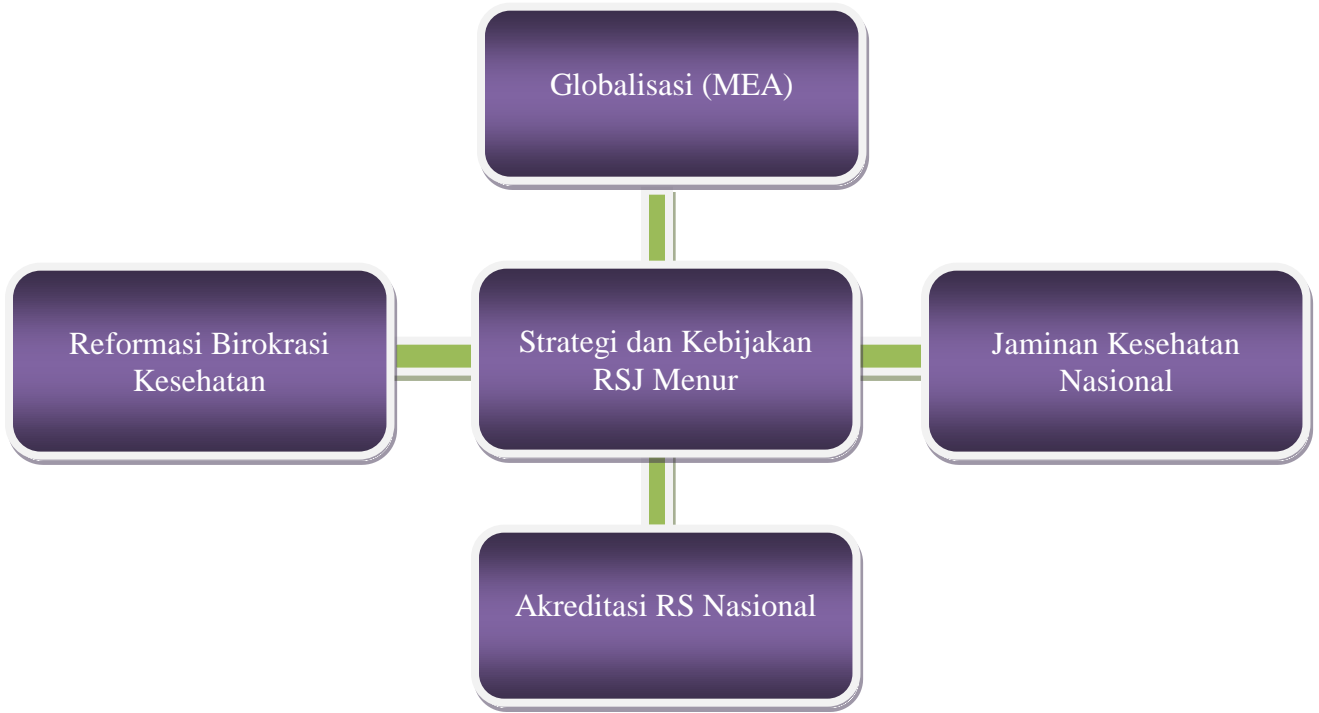 Globalisasi (MEA)
Reformasi Birokrasi
Kesehatan
Strategi dan Kebijakan
RSJ Menur
Jaminan Kesehatan
Nasional
Akreditasi RS Nasional